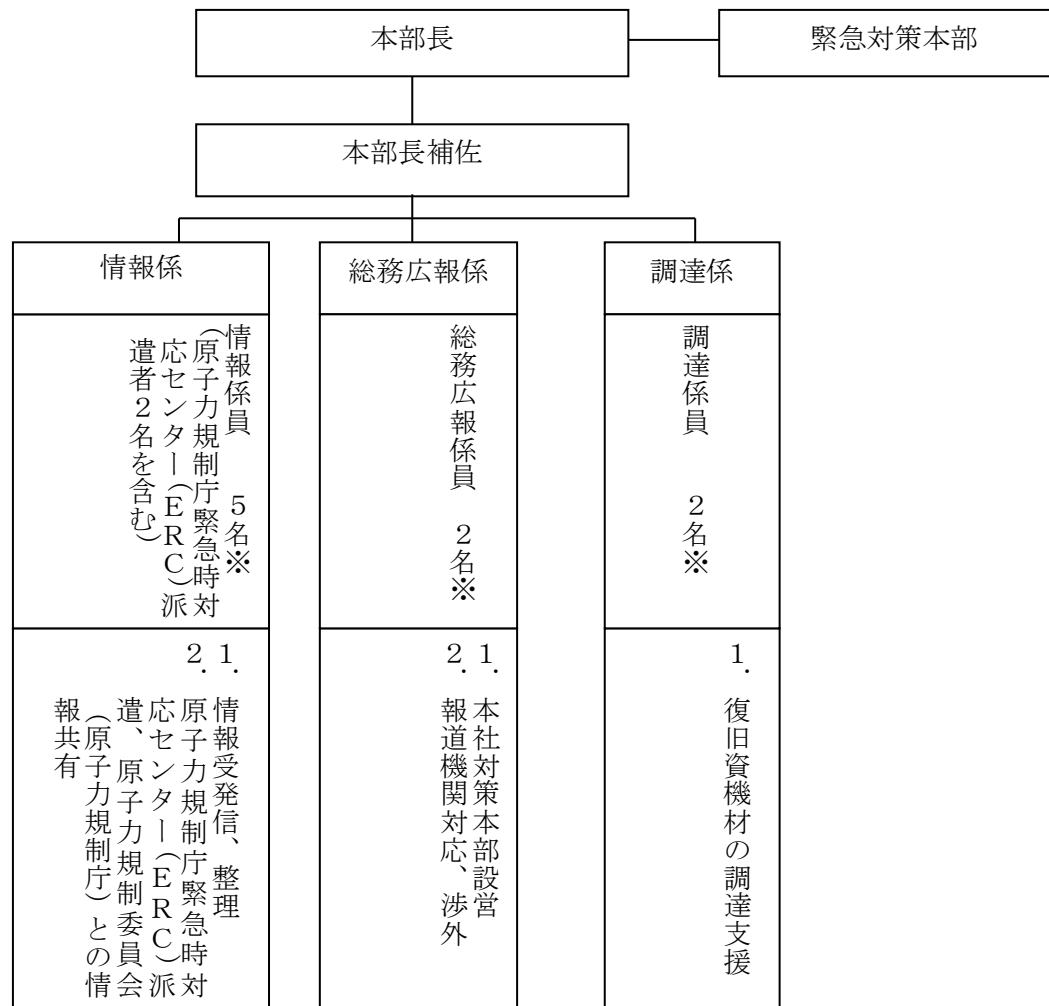 本部長
緊急対策本部
本部長補佐
情報係
総務広報係
調達係
情報係員　５名※
（原子力規制庁緊急時対
応センター（ＥＲＣ）派
遣者２名を含む）
総務広報係員　２名※
調達係員　２名※
１．情報受発信、整理
２．原子力規制庁緊急時対
応センター（ＥＲＣ）派
遣、原子力規制委員会
（原子力規制庁）との情
報共有
１．本社対策本部設営
２．報道機関対応、渉外
１．復旧資機材の調達支援